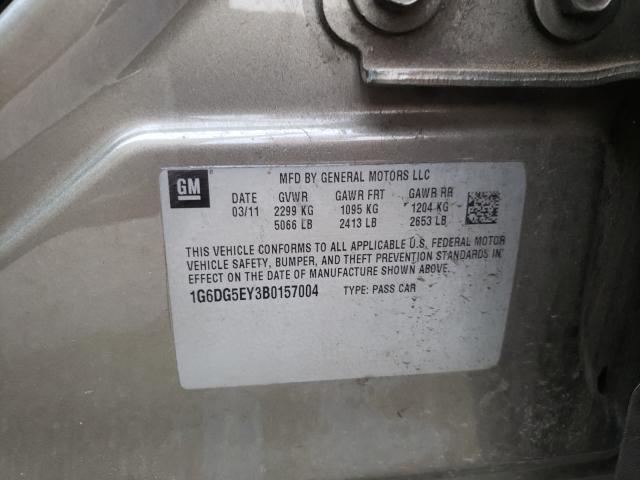 MFD BY GENERAL MOTORS LLC
GM
DATE GVWR GAWR FRT GAWR RR
03/11 2299 KG 1095 KG 1204 KG
5066 LB 2413 LB 2653 LB
THIS VEHICLE CONFORMS TO ALL APPLICABLE U.S. FEDERAL MOTOR
VEHICLE SAFETY, BUMPER, AND THEFT PREVENTION STANDARDS IN
EFFECT ON THE DATE OF MANUFACTURE SHOWN ABOVE.
1G6DG5EY3B0157004 TYPE: PASS CAR